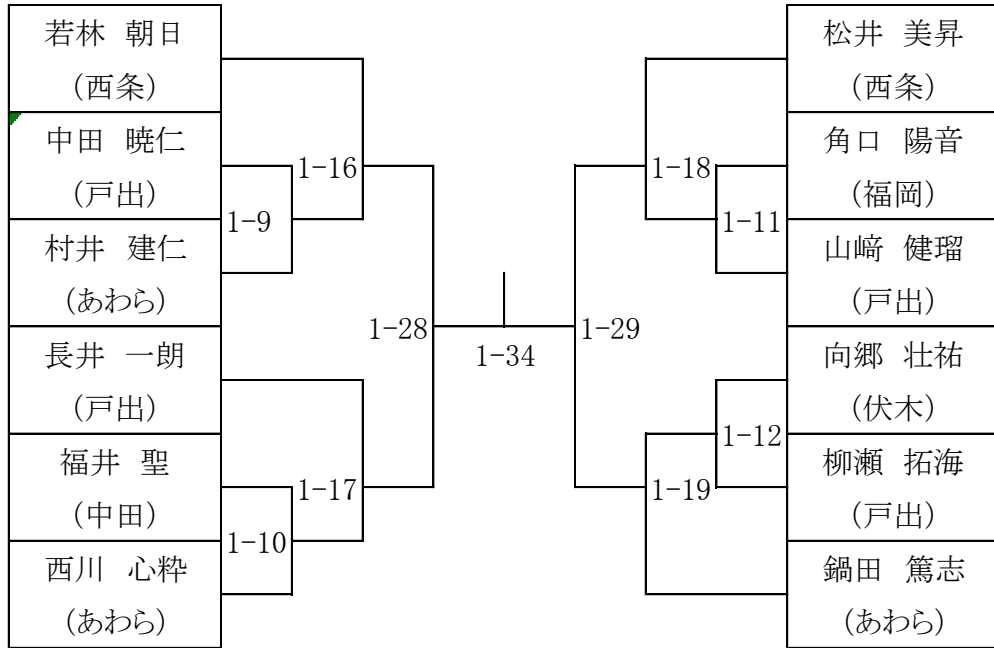 若林 朝日
(西条)
中田 暁仁
(戸出)
村井 建仁
(あわら)
長井 一朗
(戸出)
福井 聖
(中田)
西川 心粋
(あわら)
1-16
1-9
1-28
1-17
1-10
1-34
1-29
1-18
1-11
1-12
1-19
松井 美昇
(西条)
角口 陽音
(福岡)
山﨑 健瑠
(戸出)
向郷 壮祐
(伏木)
柳瀬 拓海
(戸出)
鍋田 篤志
(あわら)